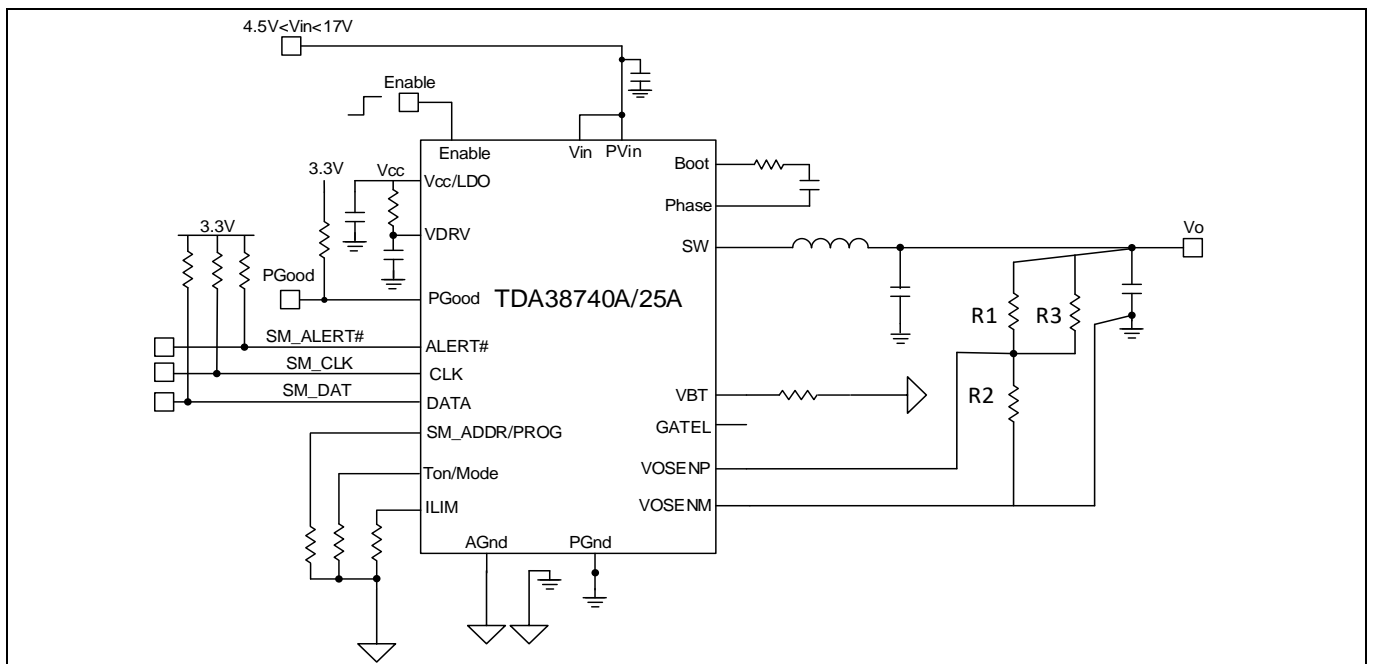 4.5V<Vin<17V
Enable
Enable
Vin
PVin
Boot
3.3V
Vcc
Vcc/LDO
Phase
3.3V
VDRV
SW
Vo
PGood
PGood
TDA38740A/25A
R1
R3
SM_ALERT#
ALERT#
SM_CLK
CLK
SM_DAT
DATA
VBT
R2
SM_ADDR/PROG
GATEL
Ton/Mode
VOSENP
ILIM
VOSENM
AGnd
PGnd